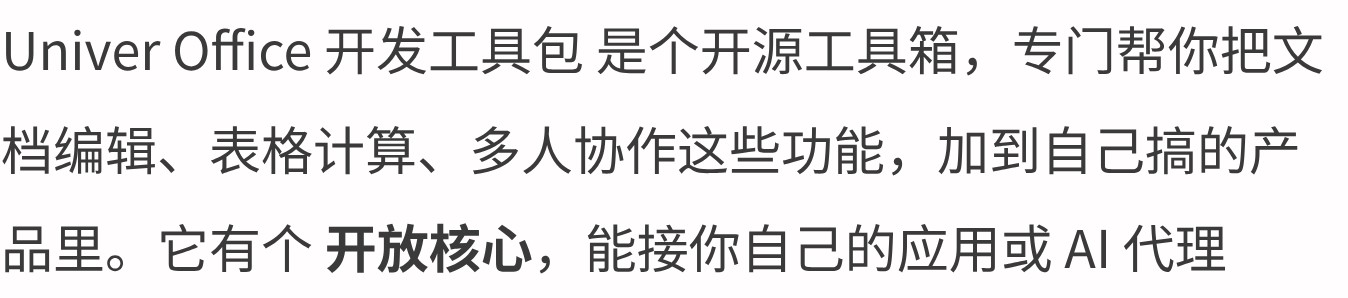 Univer Office 开发工具包 是个开源工具箱，专门帮你把文
档编辑、表格计算、多人协作这些功能，加到自己搞的产
品里。它有个 开放核心，能接你自己的应用或 AI 代理